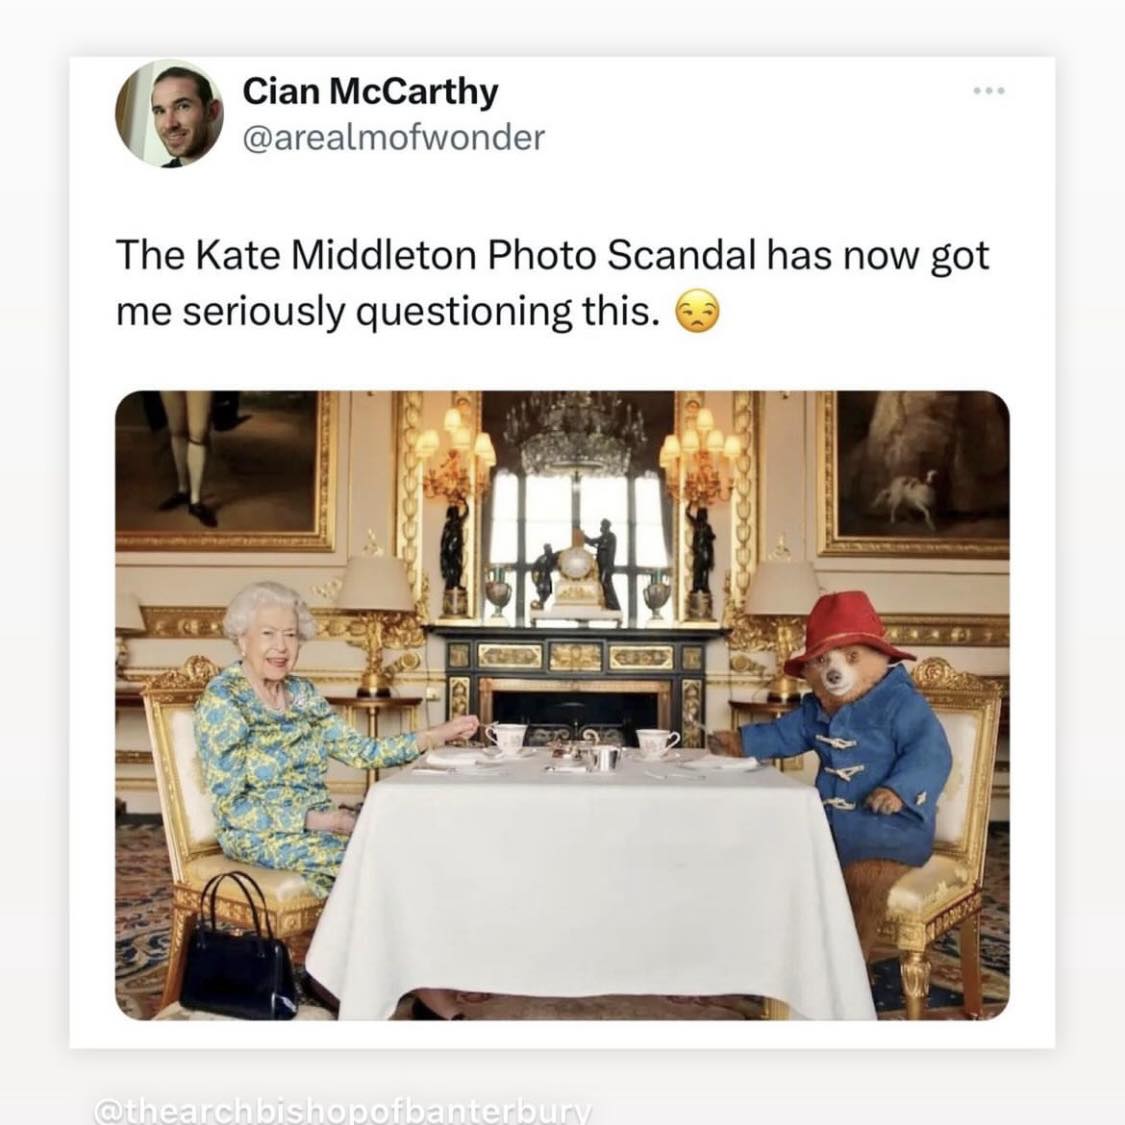 Cian McCarthy
@arealmofwonder
The Kate Middleton Photo Scandal has now got
me seriously questioning this. 😒
@thearchbishopofbanterbury